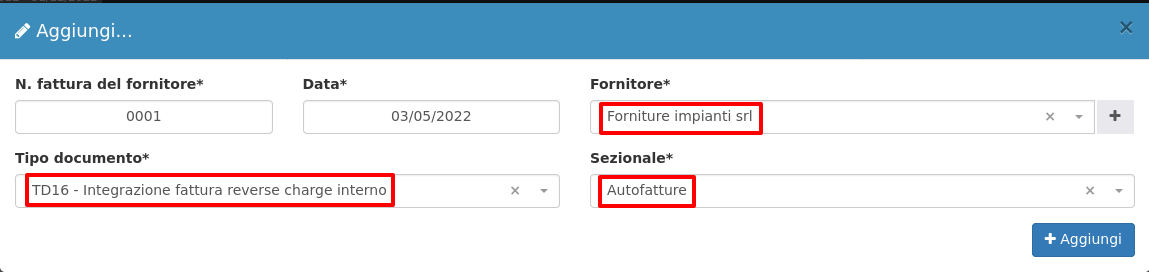 Aggiungi...
N. fattura del fornitore* Data* Fornitore*
0001 03/05/2022 Forniture impianti srl
Tipo documento* Sezionale*
TD16 - Integrazione fattura reverse charge interno Autofatture
Aggiungi